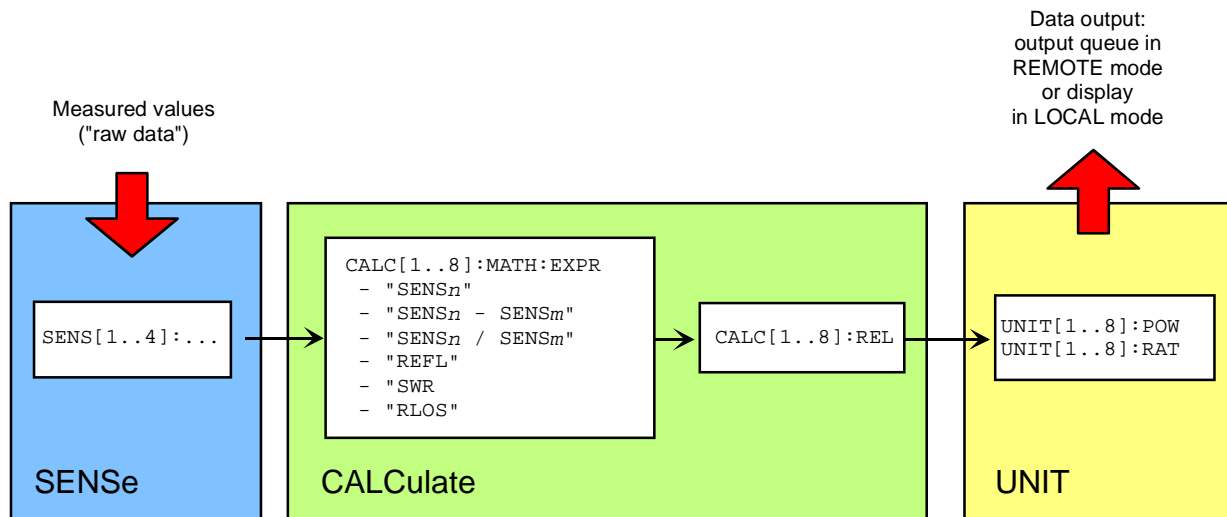 Measured values
("raw data")
Data output:
output queue in
REMOTE mode
or display
in LOCAL mode
SENS[1..4]:...
SENSe
CALC[1..8]:MATH:EXPR
- "SENSn"
- "SENSn - SENSm"
- "SENSn / SENSm"
- "REFL"
- "SWR
- "RLOS"
CALC[1..8]:REL
CALCulate
UNIT[1..8]:POW
UNIT[1..8]:RAT
UNIT